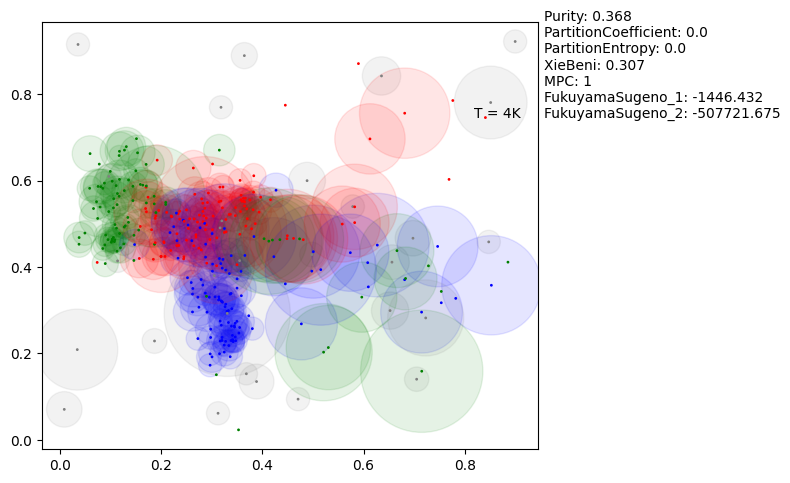 Purity: 0.368
PartitionCoefficient: 0.0
PartitionEntropy: 0.0
XieBeni: 0.307
MPC: 1
FukuyamaSugeno_1: -1446.432
FukuyamaSugeno_2: -507721.675
T = 4K
0.8
0.6
0.4
0.2
0.0
0.0 0.2 0.4 0.6 0.8